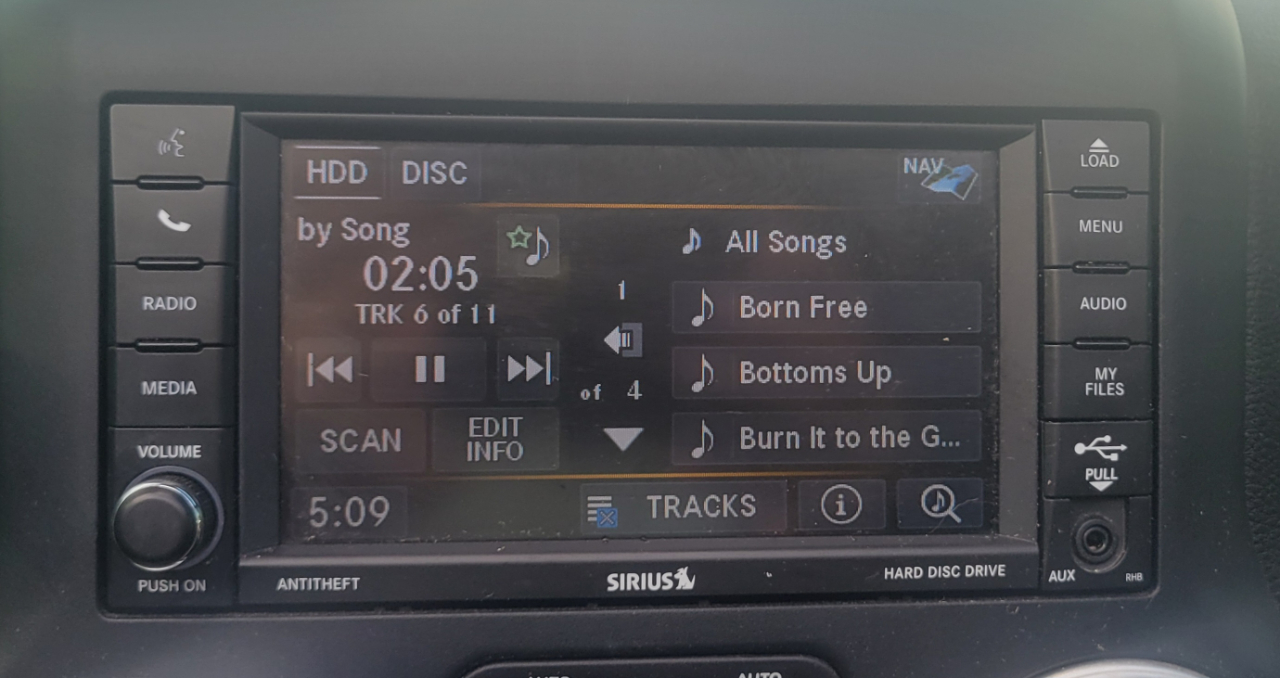 HDD DISC NAV
by Song
02:05
TRK 6 of 11
SCAN
EDIT
INFO
5:09
1
of 4
All Songs
Born Free
Bottoms Up
Burn It to the G...
TRACKS
RADIO
MEDIA
VOLUME
PUSH ON
LOAD
MENU
AUDIO
MY
FILES
PULL
AUX
RHB
ANTITHEFT
SIRIUS
HARD DISC DRIVE
AUTO